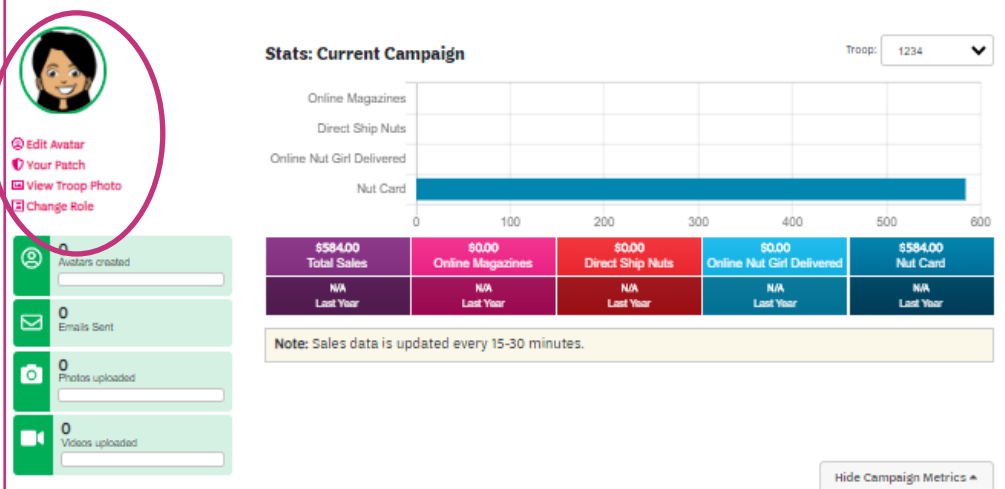 Edit Avatar
Your Patch
View Troop Photo
Change Role
0
Avatars created
0
Emails Sent
0
Photos uploaded
0
Videos uploaded
Stats: Current Campaign
Troop: 1234
Online Magazines
Direct Ship Nuts
Online Nut Girl Delivered
Nut Card
0 100 200 300 400 500 600
$584.00 $0.00 $0.00 $0.00 $584.00
Total Sales Online Magazines Direct Ship Nuts Online Nut Girl Delivered Nut Card
N/A N/A N/A N/A N/A
Last Year Last Year Last Year Last Year Last Year
Note: Sales data is updated every 15-30 minutes.
Hide Campaign Metrics